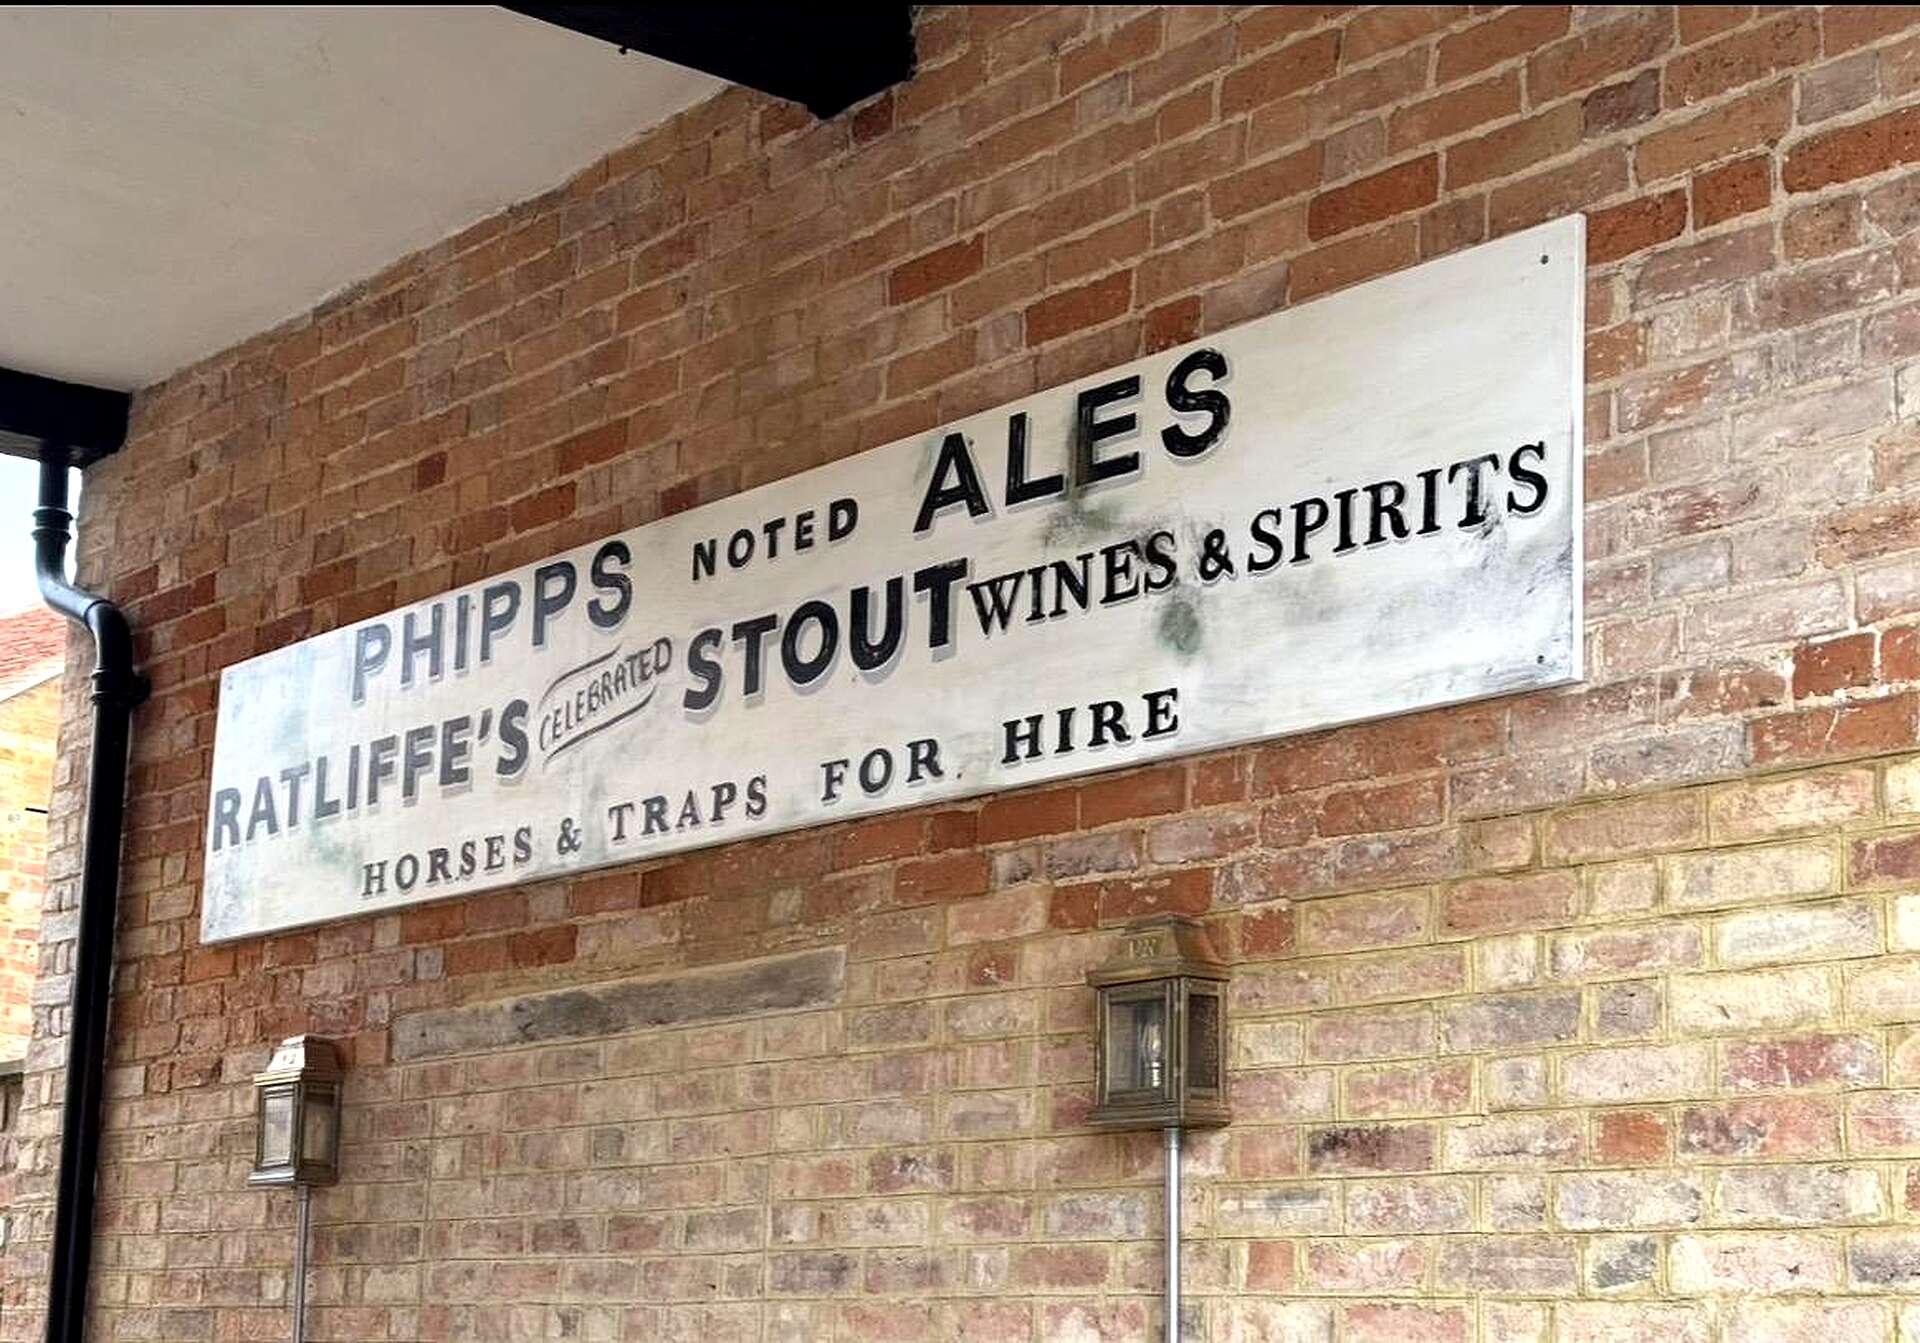 PHIPPS NOTED ALES
RATLIFFE'S CELEBRATED STOUT WINES & SPIRITS
HORSES & TRAPS FOR HIRE